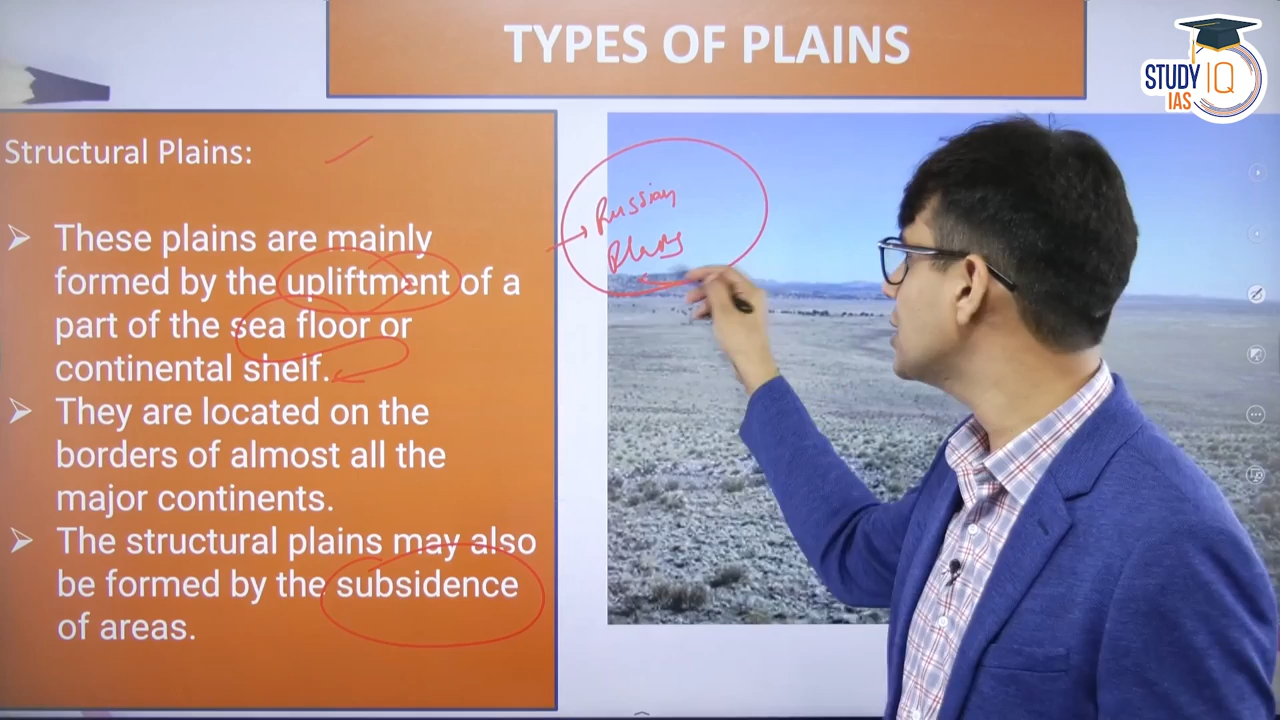 TYPES OF PLAINS
STUDY IQ
IAS
Structural Plains:
➢ These plains are mainly
formed by the upliftment of a
part of the sea floor or
continental shelf.
➢ They are located on the
borders of almost all the
major continents.
➢ The structural plains may also
be formed by the subsidence
of areas.
Russian